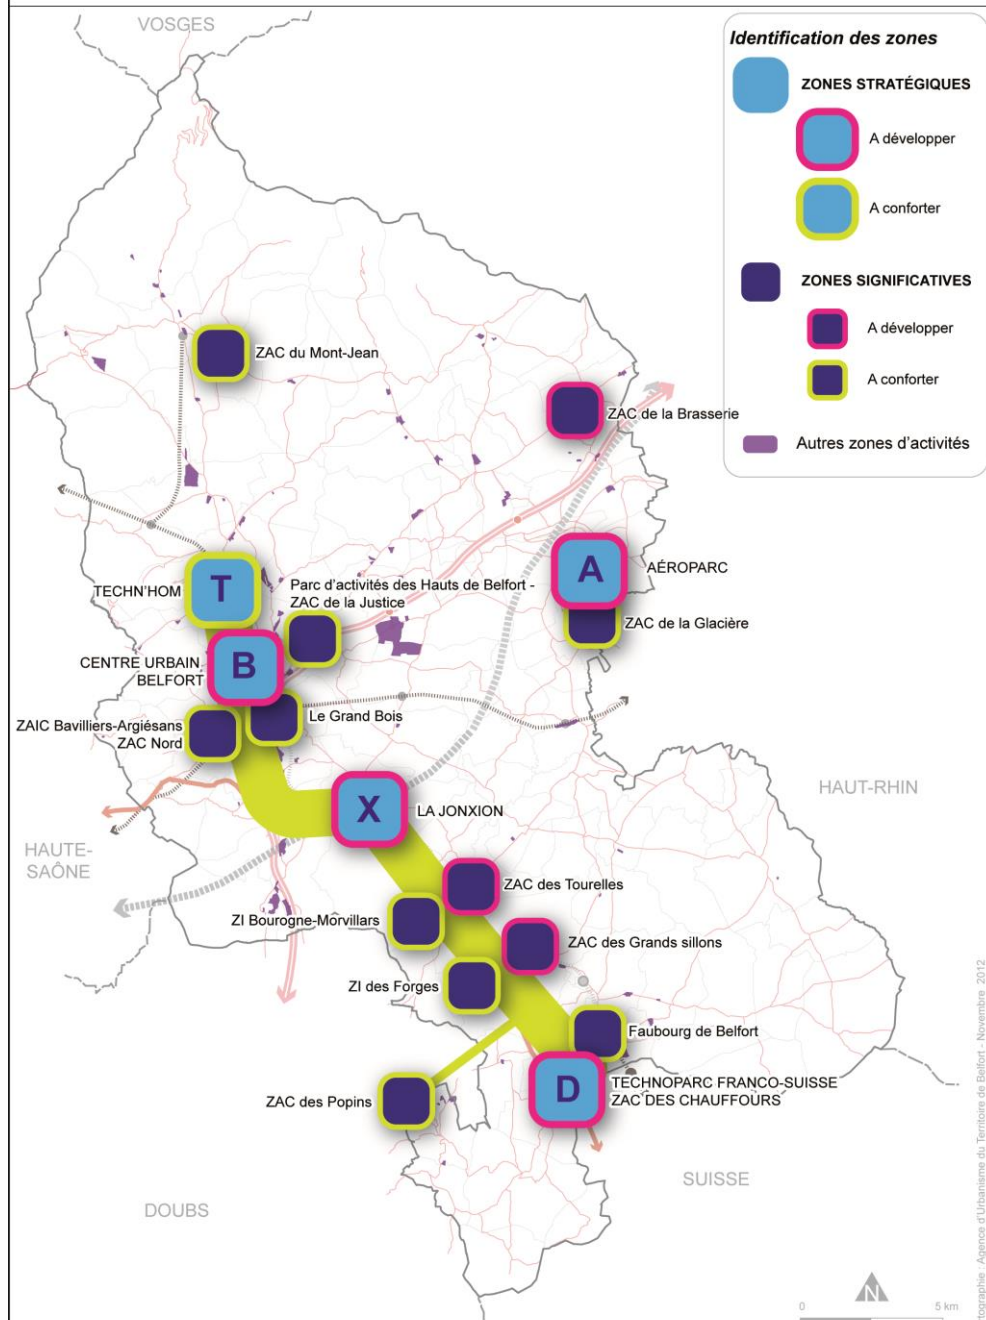 VOSGES
Identification des zones
ZONES STRATÉGIQUES
A développer
A conforter
ZONES SIGNIFICATIVES
A développer
A conforter
Autres zones d'activités
ZAC du Mont-Jean
ZAC de la Brasserie
A
AÉROPARC
ZAC de la Glacière
T
TECHN'HOM
Parc d'activités des Hauts de Belfort -
ZAC de la Justice
B
CENTRE URBAIN
BELFORT
Le Grand Bois
ZAIC Bavilliers-Argiésans
ZAC Nord
X
LA JONXION
HAUT-RHIN
HAUTE-
SAÔNE
ZAC des Tourelles
ZI Bourogne-Morvillars
ZAC des Grands sillons
ZI des Forges
Faubourg de Belfort
D
TECHNOPARC FRANCO-SUISSE
ZAC DES CHAUFFOURS
ZAC des Popins
SUISSE
DOUBS
N
0 5 km
tographie : Agence d'Urbanisme du Territoire de Belfort - Novembre 2012